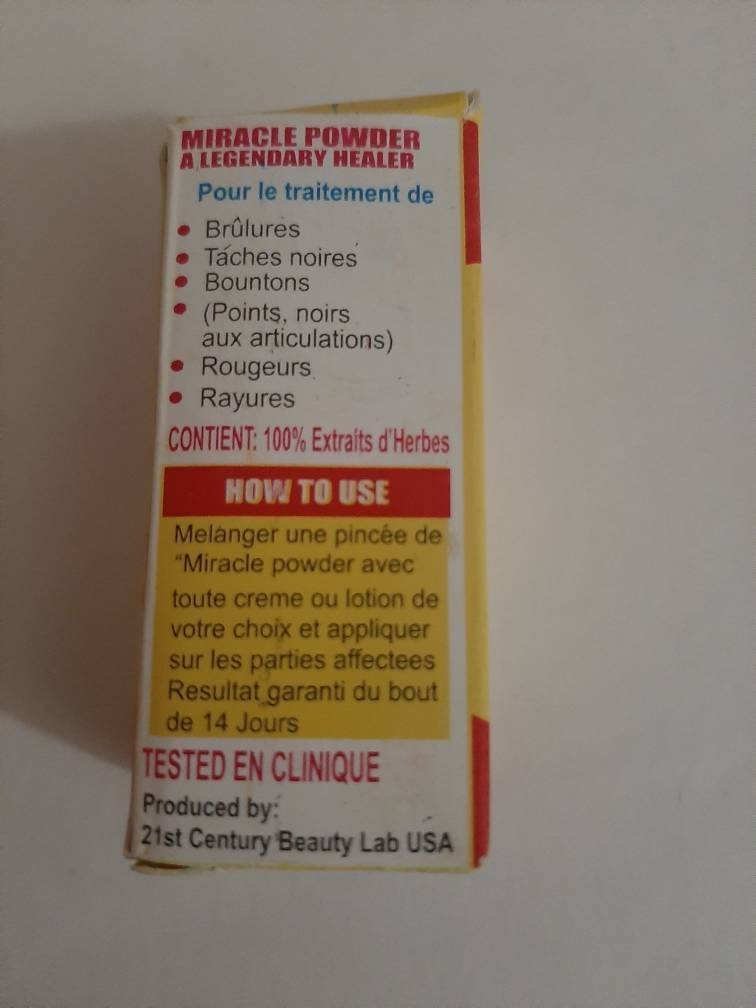 MIRACLE POWDER
A LEGENDARY HEALER
Pour le traitement de
• Brûlures
• Táches noires
• Bountons
• (Points, noirs
aux articulations)
• Rougeurs
• Rayures
CONTIENT: 100% Extraits d'Herbes
HOW TO USE
Melanger une pincêe de
“Miracle powder avec
toute creme ou lotion de
votre choix et appliquer
sur les parties affectees
Resultat garanti du bout
de 14 Jours
TESTED EN CLINIQUE
Produced by:
21st Century Beauty Lab USA